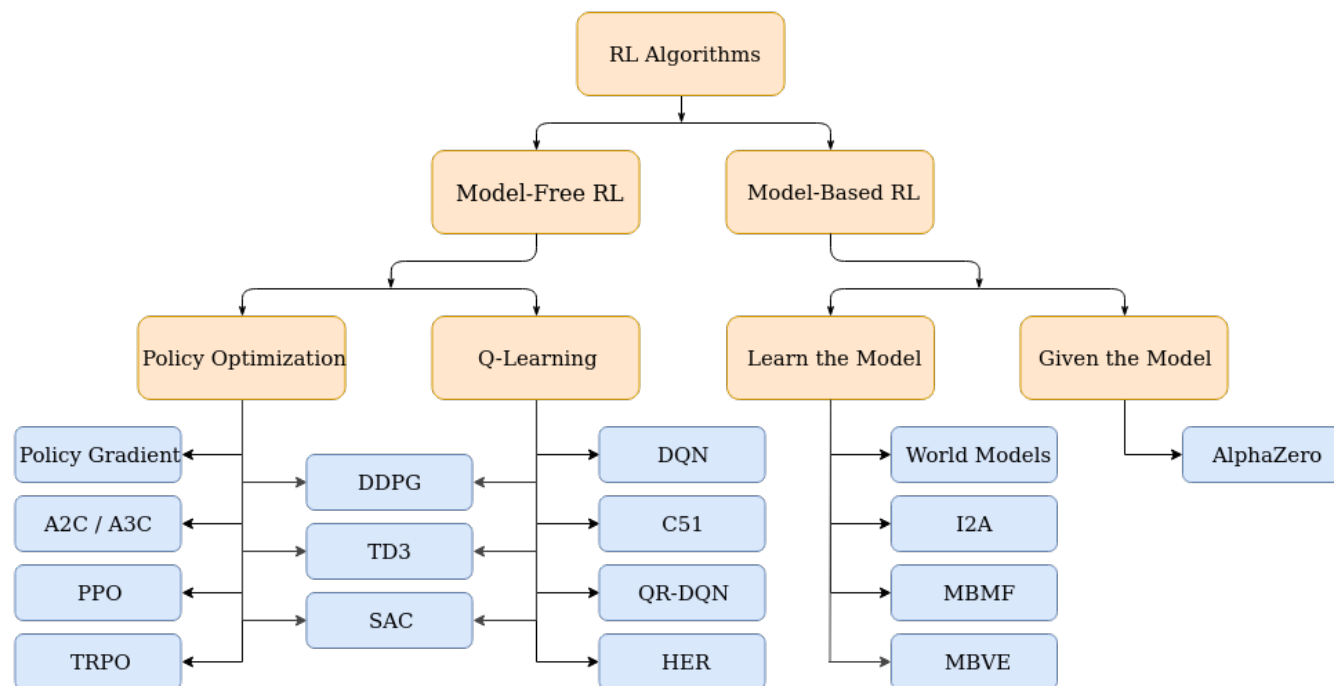 RL Algorithms
Model-Free RL
Model-Based RL
Policy Optimization
Q-Learning
Learn the Model
Given the Model
Policy Gradient
DDPG
DQN
World Models
AlphaZero
A2C / A3C
TD3
C51
I2A
PPO
SAC
QR-DQN
MBMF
TRPO
HER
MBVE